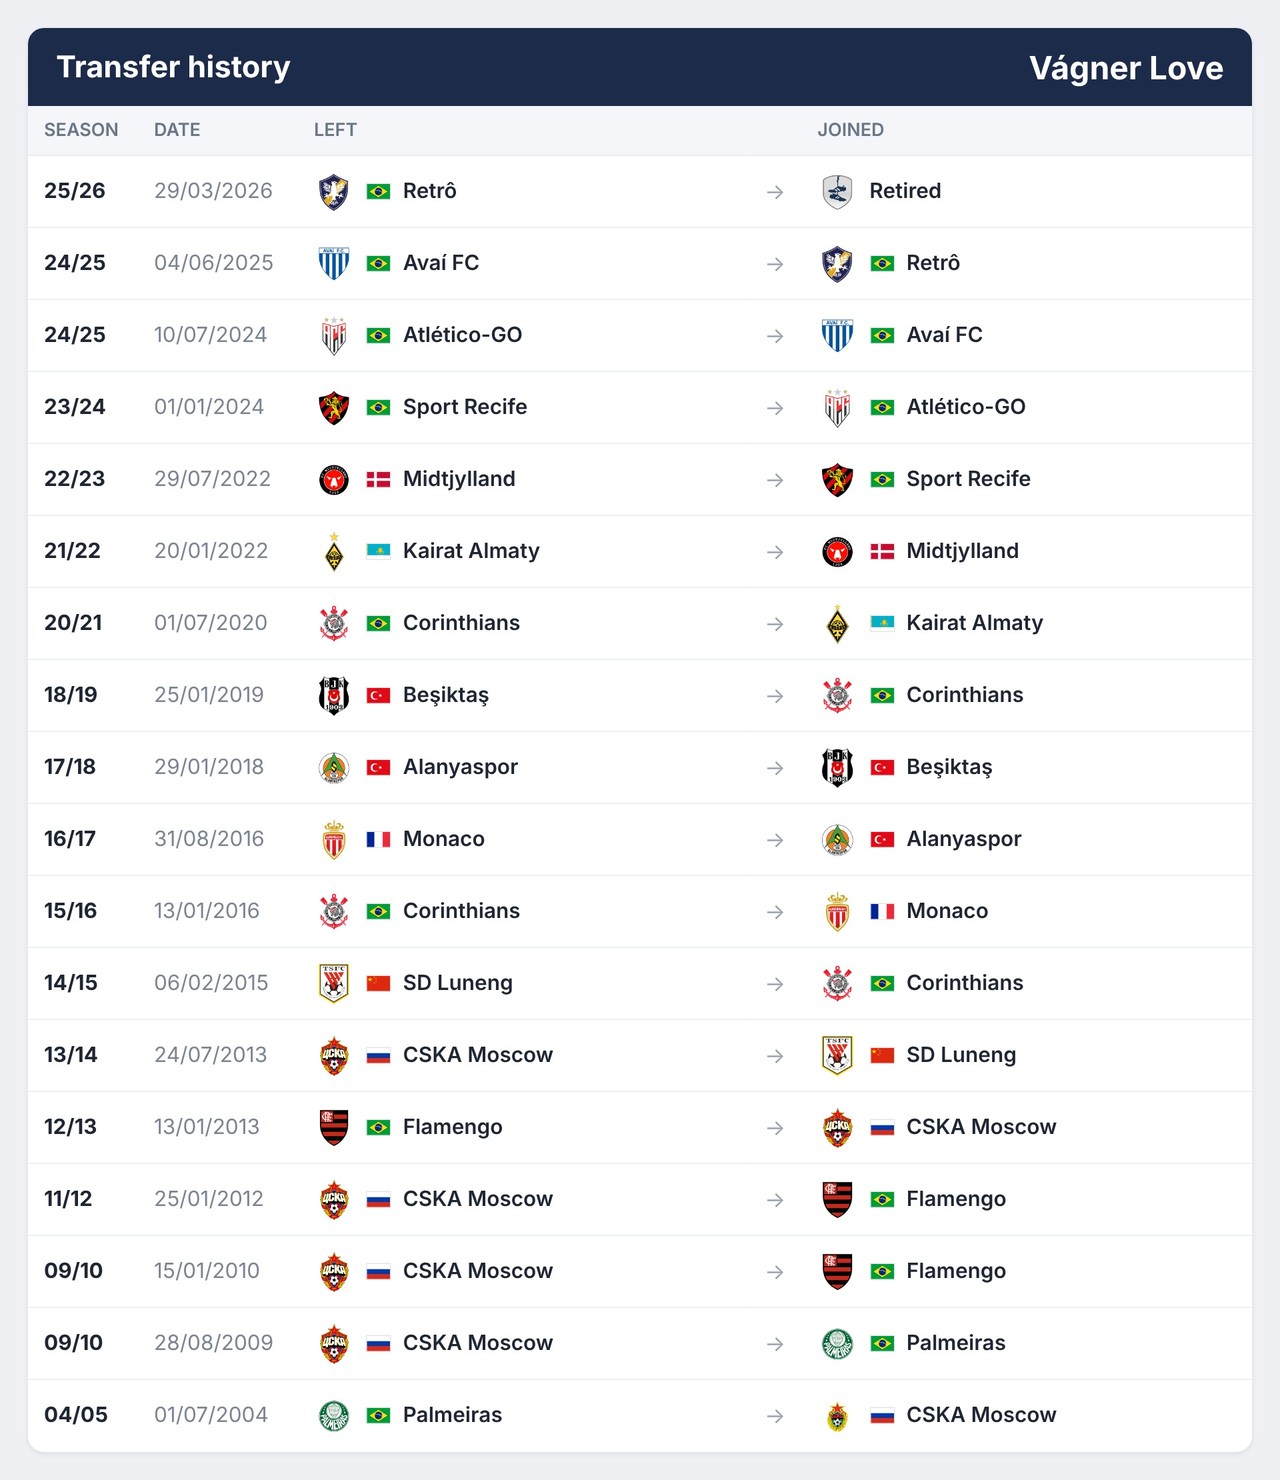 Transfer history Vágner Love
SEASON DATE LEFT JOINED
25/26 29/03/2026 Retrô → Retired
24/25 04/06/2025 Avaí FC → Retrô
24/25 10/07/2024 Atlético-GO → Avaí FC
23/24 01/01/2024 Sport Recife → Atlético-GO
22/23 29/07/2022 Midtjylland → Sport Recife
21/22 20/01/2022 Kairat Almaty → Midtjylland
20/21 01/07/2020 Corinthians → Kairat Almaty
18/19 25/01/2019 Beşiktaş → Corinthians
17/18 29/01/2018 Alanyaspor → Beşiktaş
16/17 31/08/2016 Monaco → Alanyaspor
15/16 13/01/2016 Corinthians → Monaco
14/15 06/02/2015 SD Luneng → Corinthians
13/14 24/07/2013 CSKA Moscow → SD Luneng
12/13 13/01/2013 Flamengo → CSKA Moscow
11/12 25/01/2012 CSKA Moscow → Flamengo
09/10 15/01/2010 CSKA Moscow → Flamengo
09/10 28/08/2009 CSKA Moscow → Palmeiras
04/05 01/07/2004 Palmeiras → CSKA Moscow